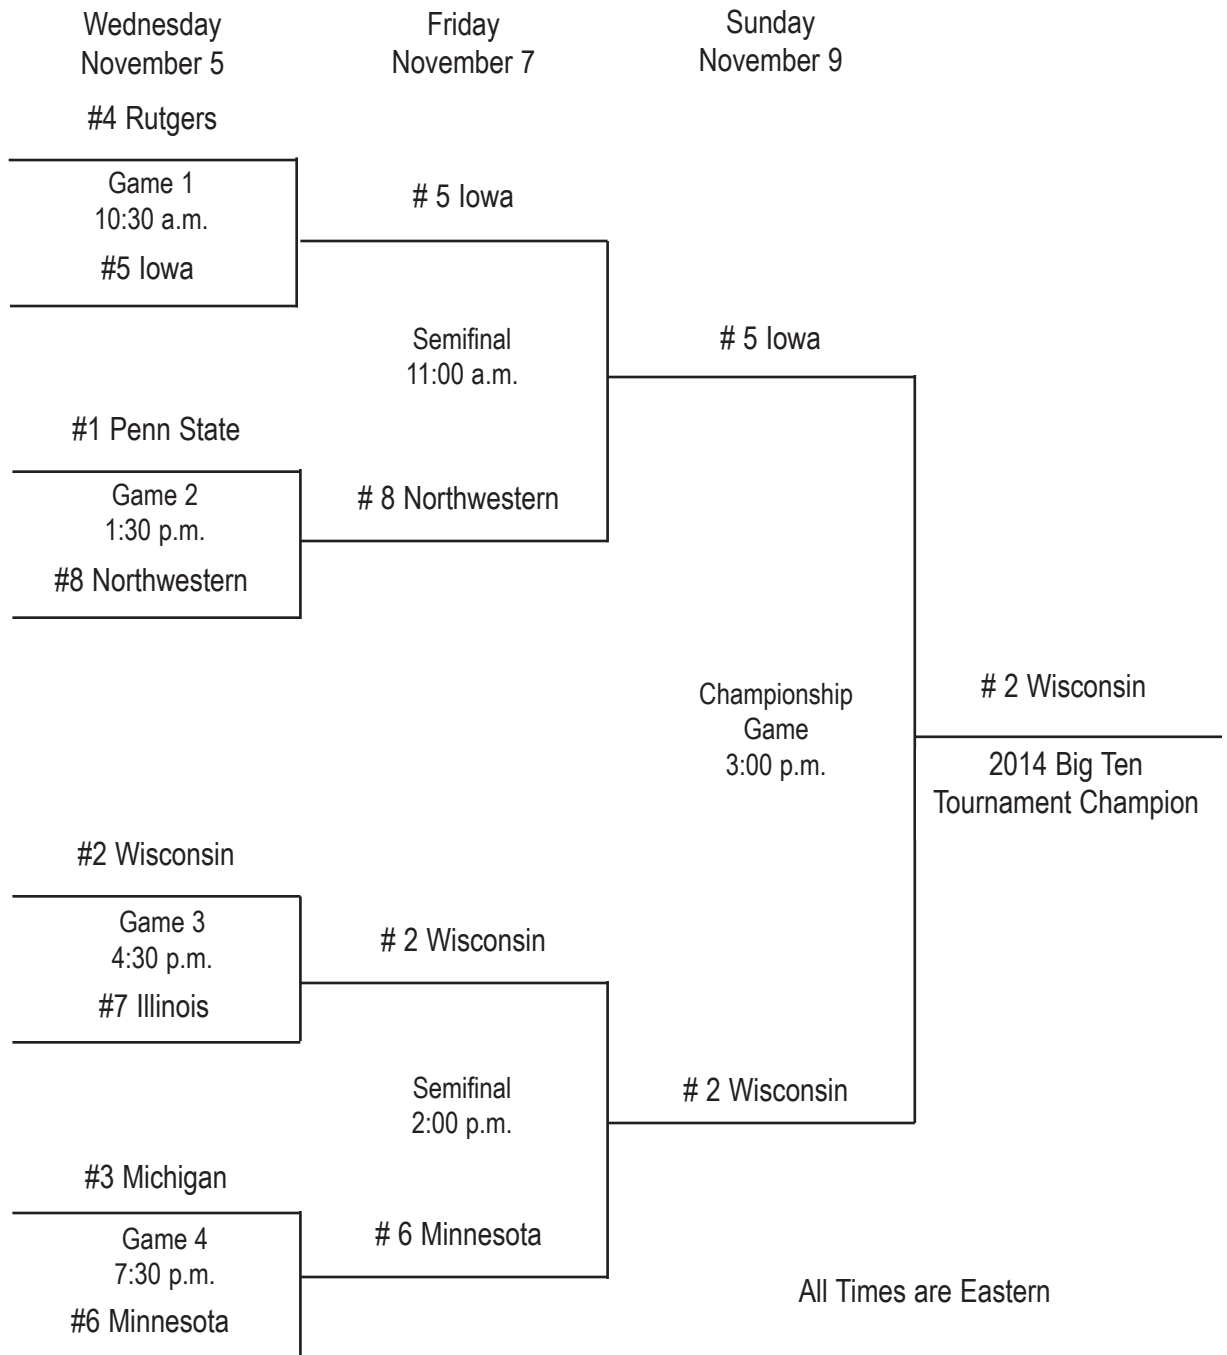 Wednesday
November 5
Friday
November 7
Sunday
November 9
#4 Rutgers
Game 1
10:30 a.m.
#5 Iowa
# 5 Iowa
Semifinal
11:00 a.m.
# 5 Iowa
#1 Penn State
Game 2
1:30 p.m.
#8 Northwestern
# 8 Northwestern
Championship
Game
3:00 p.m.
# 2 Wisconsin
2014 Big Ten
Tournament Champion
#2 Wisconsin
Game 3
4:30 p.m.
#7 Illinois
# 2 Wisconsin
Semifinal
2:00 p.m.
# 2 Wisconsin
#3 Michigan
Game 4
7:30 p.m.
#6 Minnesota
# 6 Minnesota
All Times are Eastern